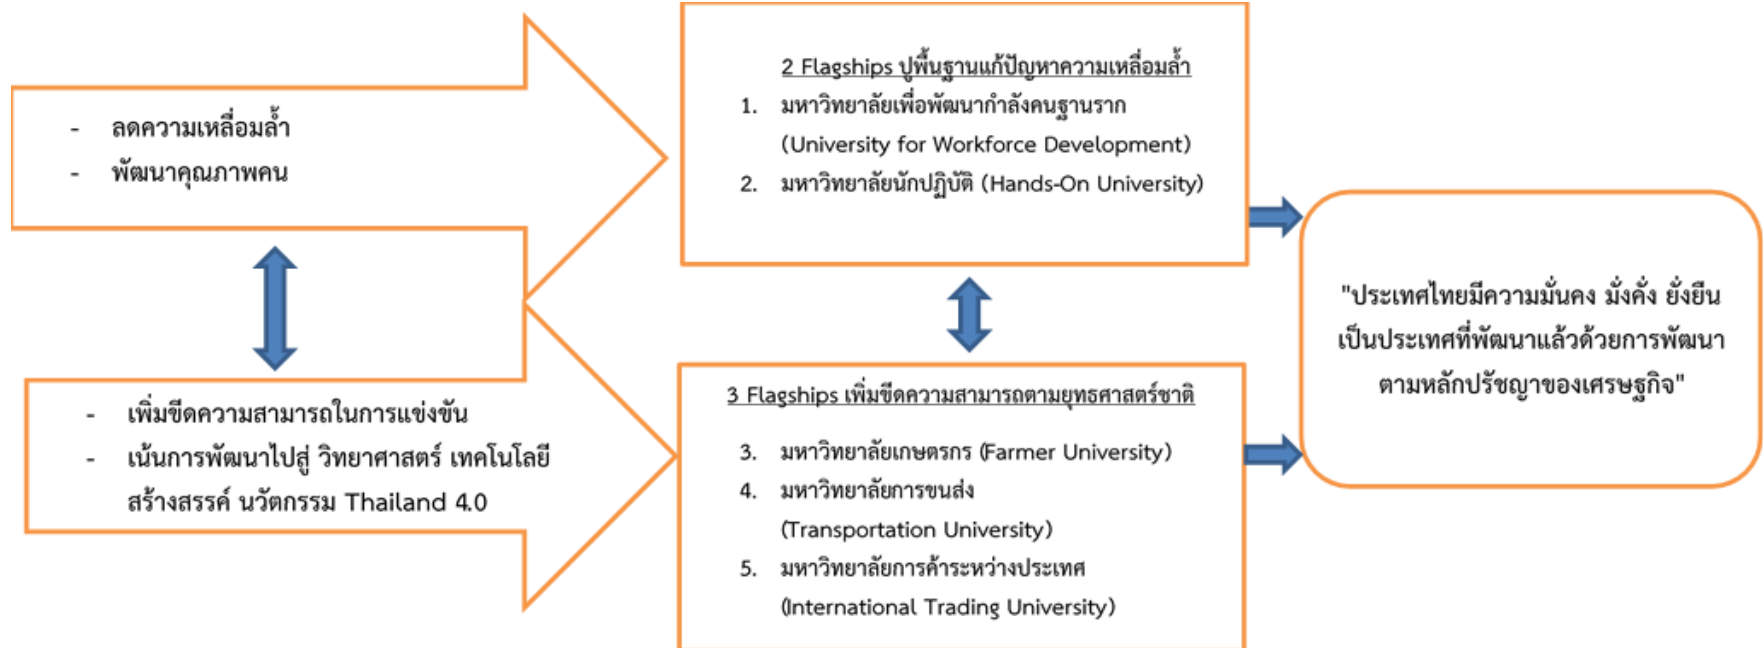 - ลดความเหลื่อมล้ำ
- พัฒนาคุณภาพคน
- เพิ่มขีดความสามารถในการแข่งขัน
- เน้นการพัฒนาไปสู่ วิทยาศาสตร์ เทคโนโลยี
สร้างสรรค์ นวัตกรรม Thailand 4.0
2 Flagships ปูพื้นฐานแก้ปัญหาความเหลื่อมล้ำ
1. มหาวิทยาลัยเพื่อพัฒนากำลังคนฐานราก
(University for Workforce Development)
2. มหาวิทยาลัยนักปฏิบัติ (Hands-On University)
3 Flagships เพิ่มขีดความสามารถตามยุทธศาสตร์ชาติ
3. มหาวิทยาลัยเกษตรกร (Farmer University)
4. มหาวิทยาลัยการขนส่ง
(Transportation University)
5. มหาวิทยาลัยการค้าระหว่างประเทศ
(International Trading University)
"ประเทศไทยมีความมั่นคง มั่งคั่ง ยั่งยืน
เป็นประเทศที่พัฒนาแล้วด้วยการพัฒนา
ตามหลักปรัชญาของเศรษฐกิจ"